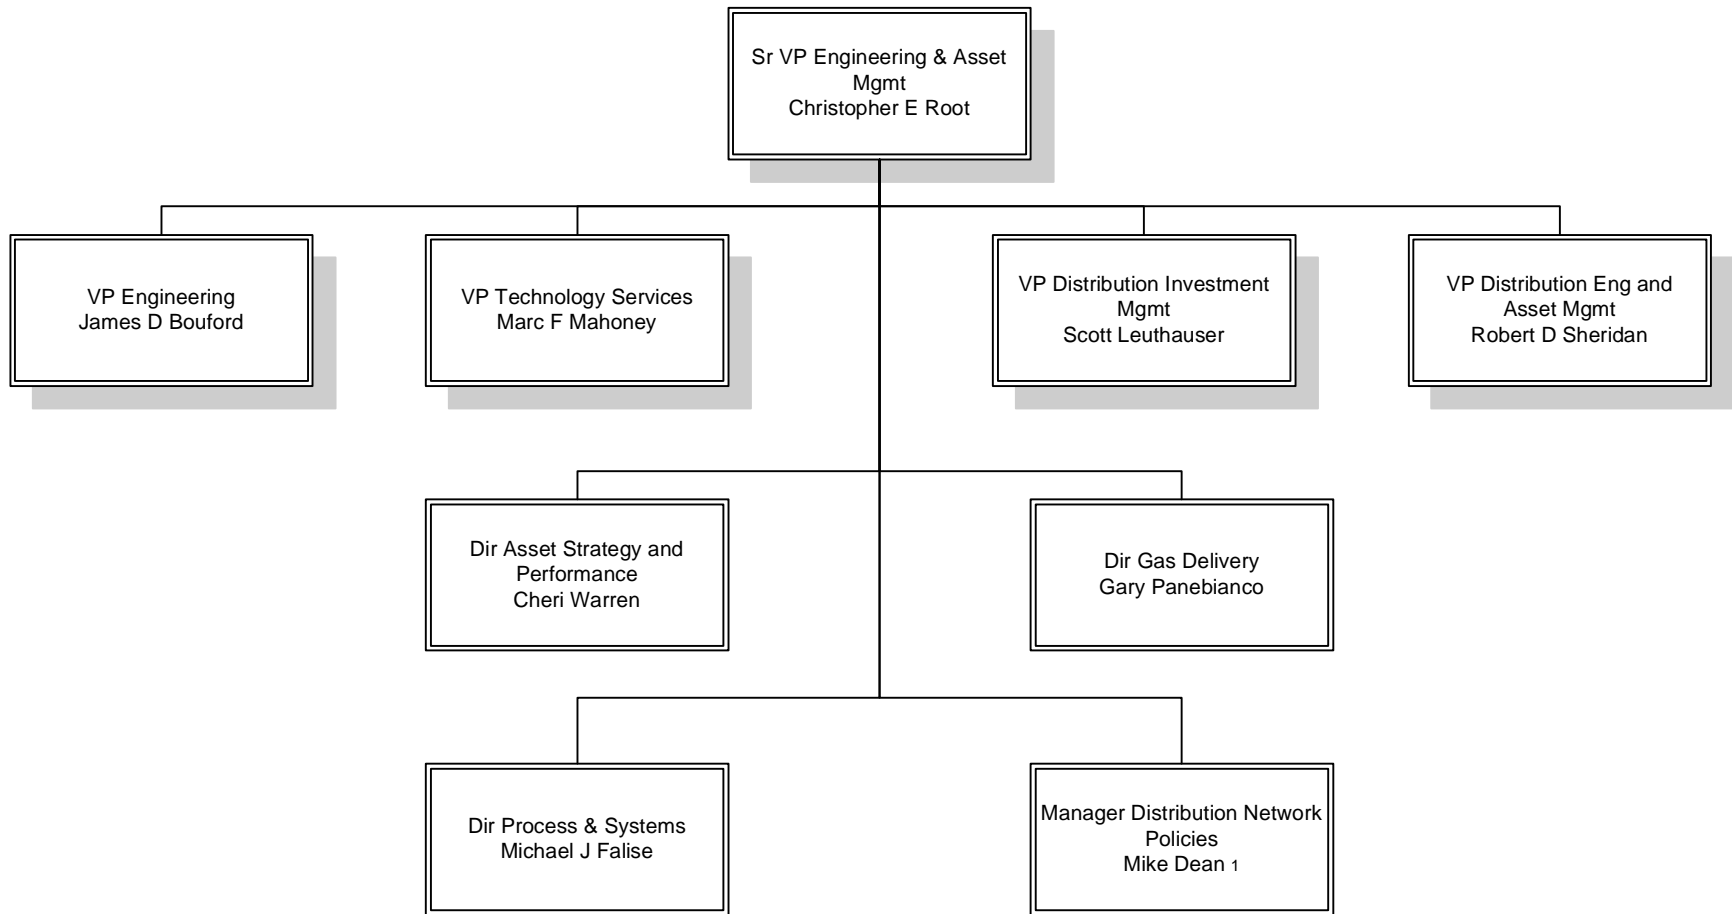 Sr VP Engineering & Asset
Mgmt
Christopher E Root
VP Engineering
James D Bouford
VP Technology Services
Marc F Mahoney
VP Distribution Investment
Mgmt
Scott Leuthauser
VP Distribution Eng and
Asset Mgmt
Robert D Sheridan
Dir Asset Strategy and
Performance
Cheri Warren
Dir Gas Delivery
Gary Panebianco
Dir Process & Systems
Michael J Falise
Manager Distribution Network
Policies
Mike Dean 1